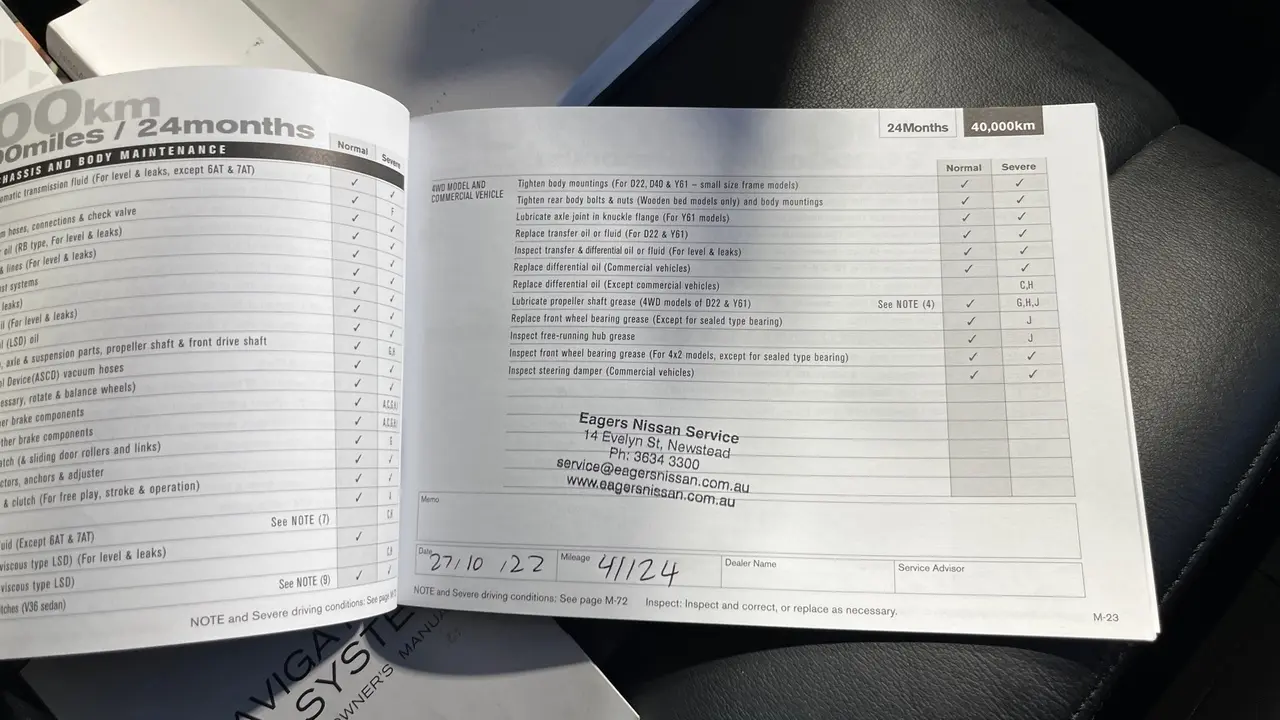 00km
00miles / 24months
CHASSIS AND BODY MAINTENANCE
Normal
Severe
matic transmission fluid (For level & leaks, except 6AT & 7AT) ✓ ✓
✓ F
m hoses, connections & check valve ✓ ✓
oil (RB type, For level & leaks) ✓ ✓
& lines (For level & leaks) ✓ ✓
st systems ✓ ✓
leaks) ✓ ✓
il (For level & leaks) ✓ ✓
l (LSD) oil ✓ ✓
, axle & suspension parts, propeller shaft & front drive shaft ✓ G,H
l Device(ASCD) vacuum hoses ✓ ✓
essary, rotate & balance wheels) ✓ ✓
er brake components ✓
ther brake components ✓
atch (& sliding door rollers and links) ✓ G
ctors, anchors & adjuster ✓ ✓
& clutch (For free play, stroke & operation) ✓ ✓
See NOTE (7) C,H
uid (Except 6AT & 7AT) ✓
viscous type LSD) (For level & leaks)
viscous type LSD) See NOTE (9) ✓ ✓
tches (V36 sedan)
NOTE and Severe driving conditions: See page M-7
24Months 40,000km
Normal Severe
4WD MODEL AND
COMMERCIAL VEHICLE
Tighten body mountings (For D22, D40 & Y61 – small size frame models) ✓ ✓
Tighten rear body bolts & nuts (Wooden bed models only) and body mountings ✓ ✓
Lubricate axle joint in knuckle flange (For Y61 models) ✓ ✓
Replace transfer oil or fluid (For D22 & Y61) ✓ ✓
Inspect transfer & differential oil or fluid (For level & leaks) ✓ ✓
Replace differential oil (Commercial vehicles) ✓ ✓
Replace differential oil (Except commercial vehicles) C,H
Lubricate propeller shaft grease (4WD models of D22 & Y61) See NOTE (4) ✓ G,H,J
Replace front wheel bearing grease (Except for sealed type bearing) ✓ J
Inspect free-running hub grease ✓ J
Inspect front wheel bearing grease (For 4x2 models, except for sealed type bearing) ✓ ✓
Inspect steering damper (Commercial vehicles) ✓ ✓
Eagers Nissan Service
14 Evelyn St, Newstead
Ph: 3634 3300
service@eagersnissan.com.au
www.eagersnissan.com.au
Memo
Date 27/10/22 Mileage 41124 Dealer Name Service Advisor
NOTE and Severe driving conditions: See page M-72 Inspect: Inspect and correct, or replace as necessary.
M-23
AVIGA
SYSTE
OWNER'S MANUA